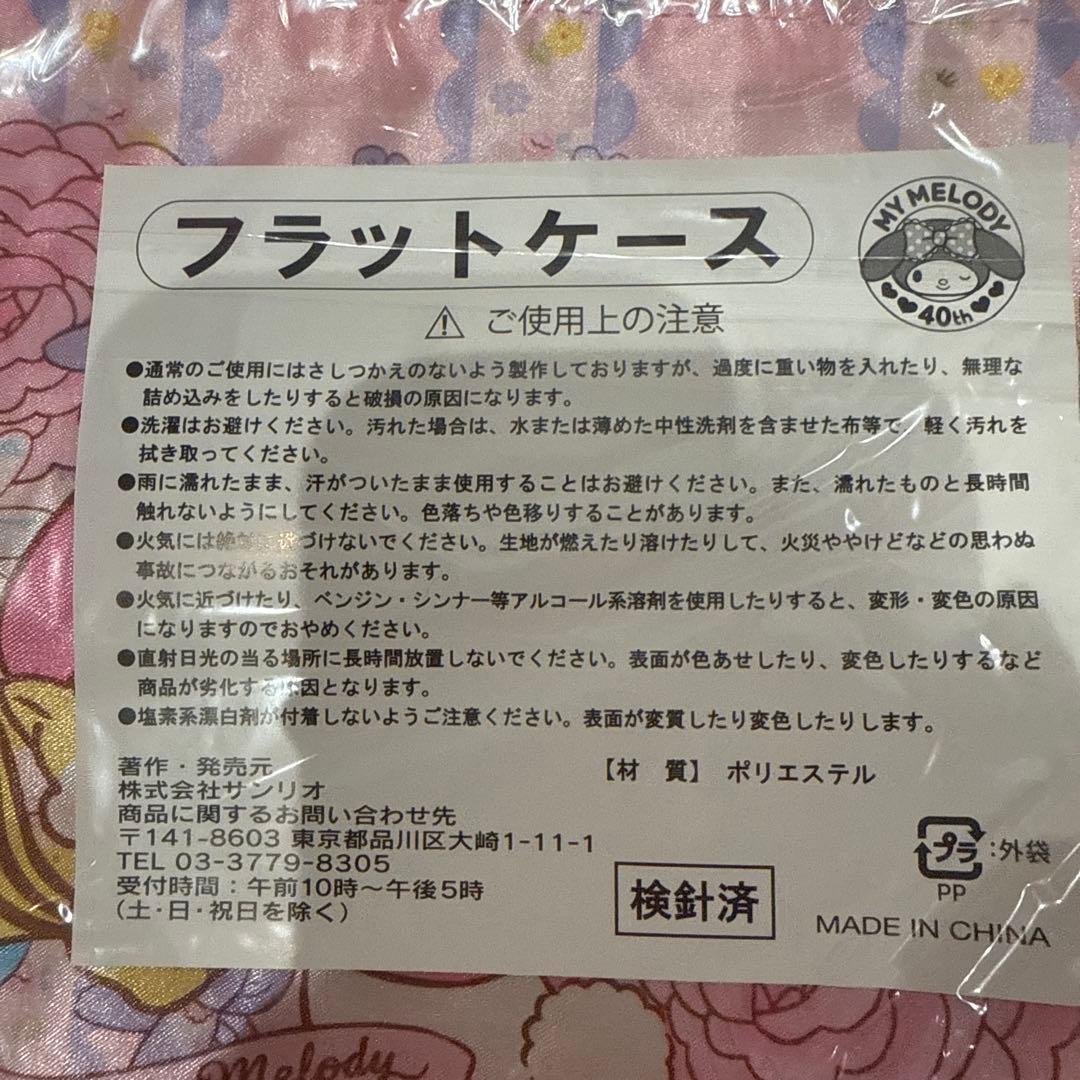 フラットケース
MY MELODY
40th
⚠ ご使用上の注意
●通常のご使用にはさしつかえのないよう製作しておりますが、過度に重い物を入れたり、無理な
詰め込みをしたりすると破損の原因になります。
●洗濯はお避けください。汚れた場合は、水または薄めた中性洗剤を含ませた布等で、軽く汚れを
拭き取ってください。
●雨に濡れたまま、汗がついたまま使用することはお避けください。また、濡れたものと長時間
触れないようにしてください。色落ちや色移りすることがあります。
●火気には絶対に近づけないでください。生地が燃えたり溶けたりして、火災ややけどなどの思わぬ
事故につながるおそれがあります。
●火気に近づけたり、ベンジン・シンナー等アルコール系溶剤を使用したりすると、変形・変色の原因
になりますのでおやめください。
●直射日光の当る場所に長時間放置しないでください。表面が色あせしたり、変色したりするなど
商品が劣化する原因となります。
●塩素系漂白剤が付着しないようご注意ください。表面が変質したり変色したりします。
著作・発売元
株式会社サンリオ
商品に関するお問い合わせ先
〒141-8603 東京都品川区大崎1-11-1
TEL 03-3779-8305
受付時間：午前10時～午後5時
(土・日・祝日を除く)
【材　質】 ポリエステル
プラ:外袋
PP
検針済
MADE IN CHINA
Melody